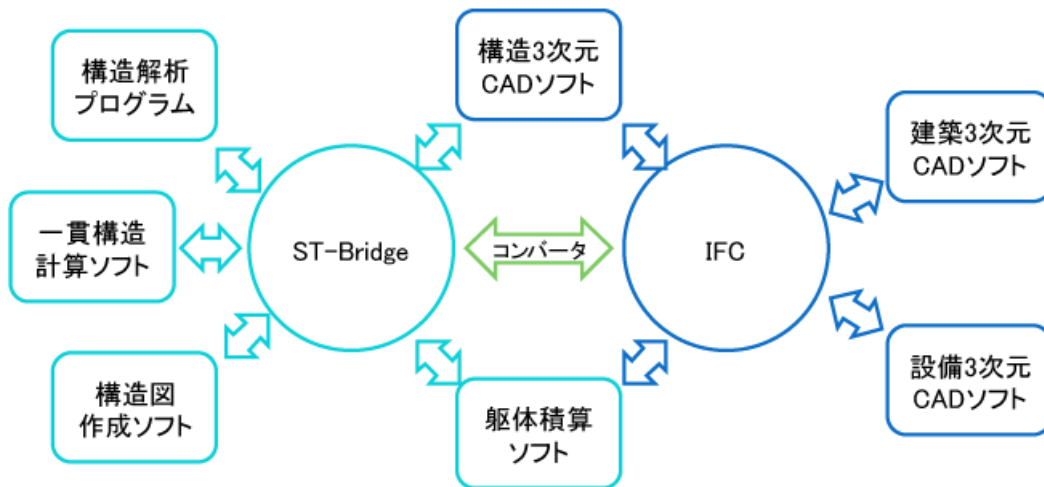 構造解析
プログラム
構造3次元
CADソフト
建築3次元
CADソフト
一貫構造
計算ソフト
ST-Bridge
コンバータ
IFC
構造図
作成ソフト
躯体積算
ソフト
設備3次元
CADソフト